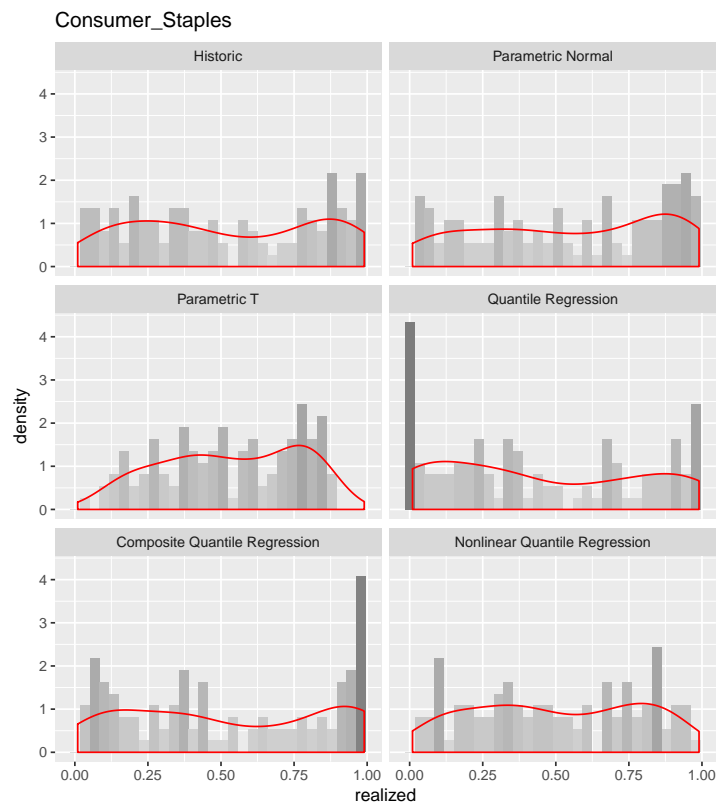 Consumer_Staples
Historic
Parametric Normal
4
3
2
1
0
Parametric T
Quantile Regression
4
3
2
1
0
Composite Quantile Regression
Nonlinear Quantile Regression
4
3
2
1
0
density
0.00 0.25 0.50 0.75 1.00 0.00 0.25 0.50 0.75 1.00
realized